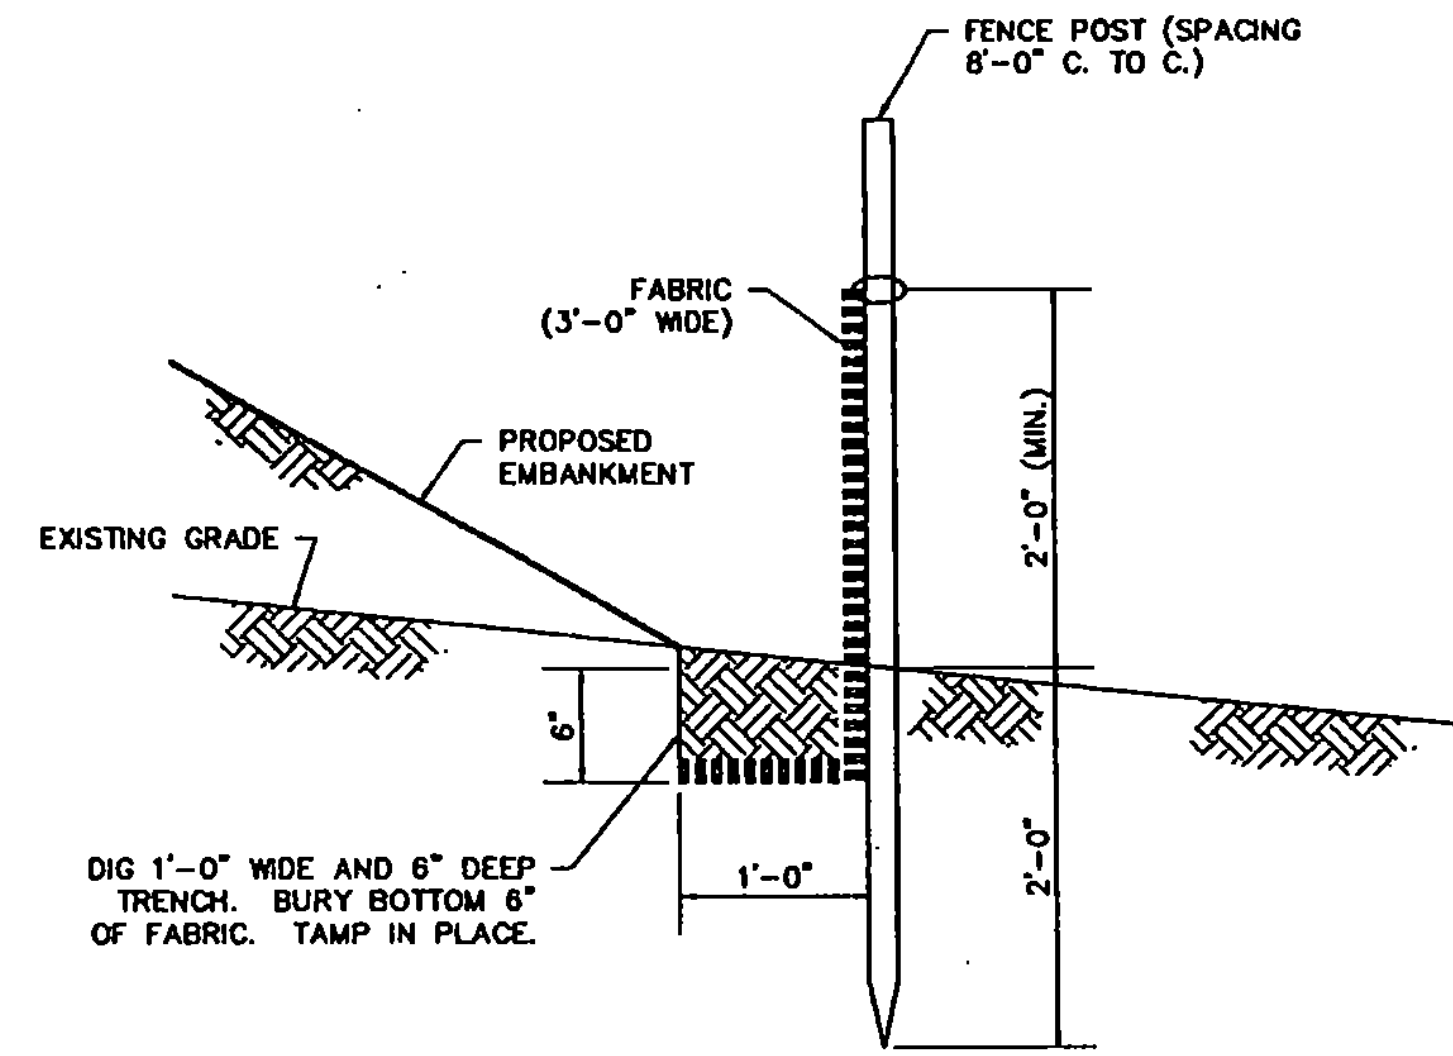 FENCE POST (SPACING
8'-0" C. TO C.)
FABRIC
(3'-0" WIDE)
2'-0" (MIN.)
PROPOSED
EMBANKMENT
EXISTING GRADE
6"
2'-0"
DIG 1'-0" WIDE AND 6" DEEP
TRENCH. BURY BOTTOM 6"
OF FABRIC. TAMP IN PLACE.
1'-0"